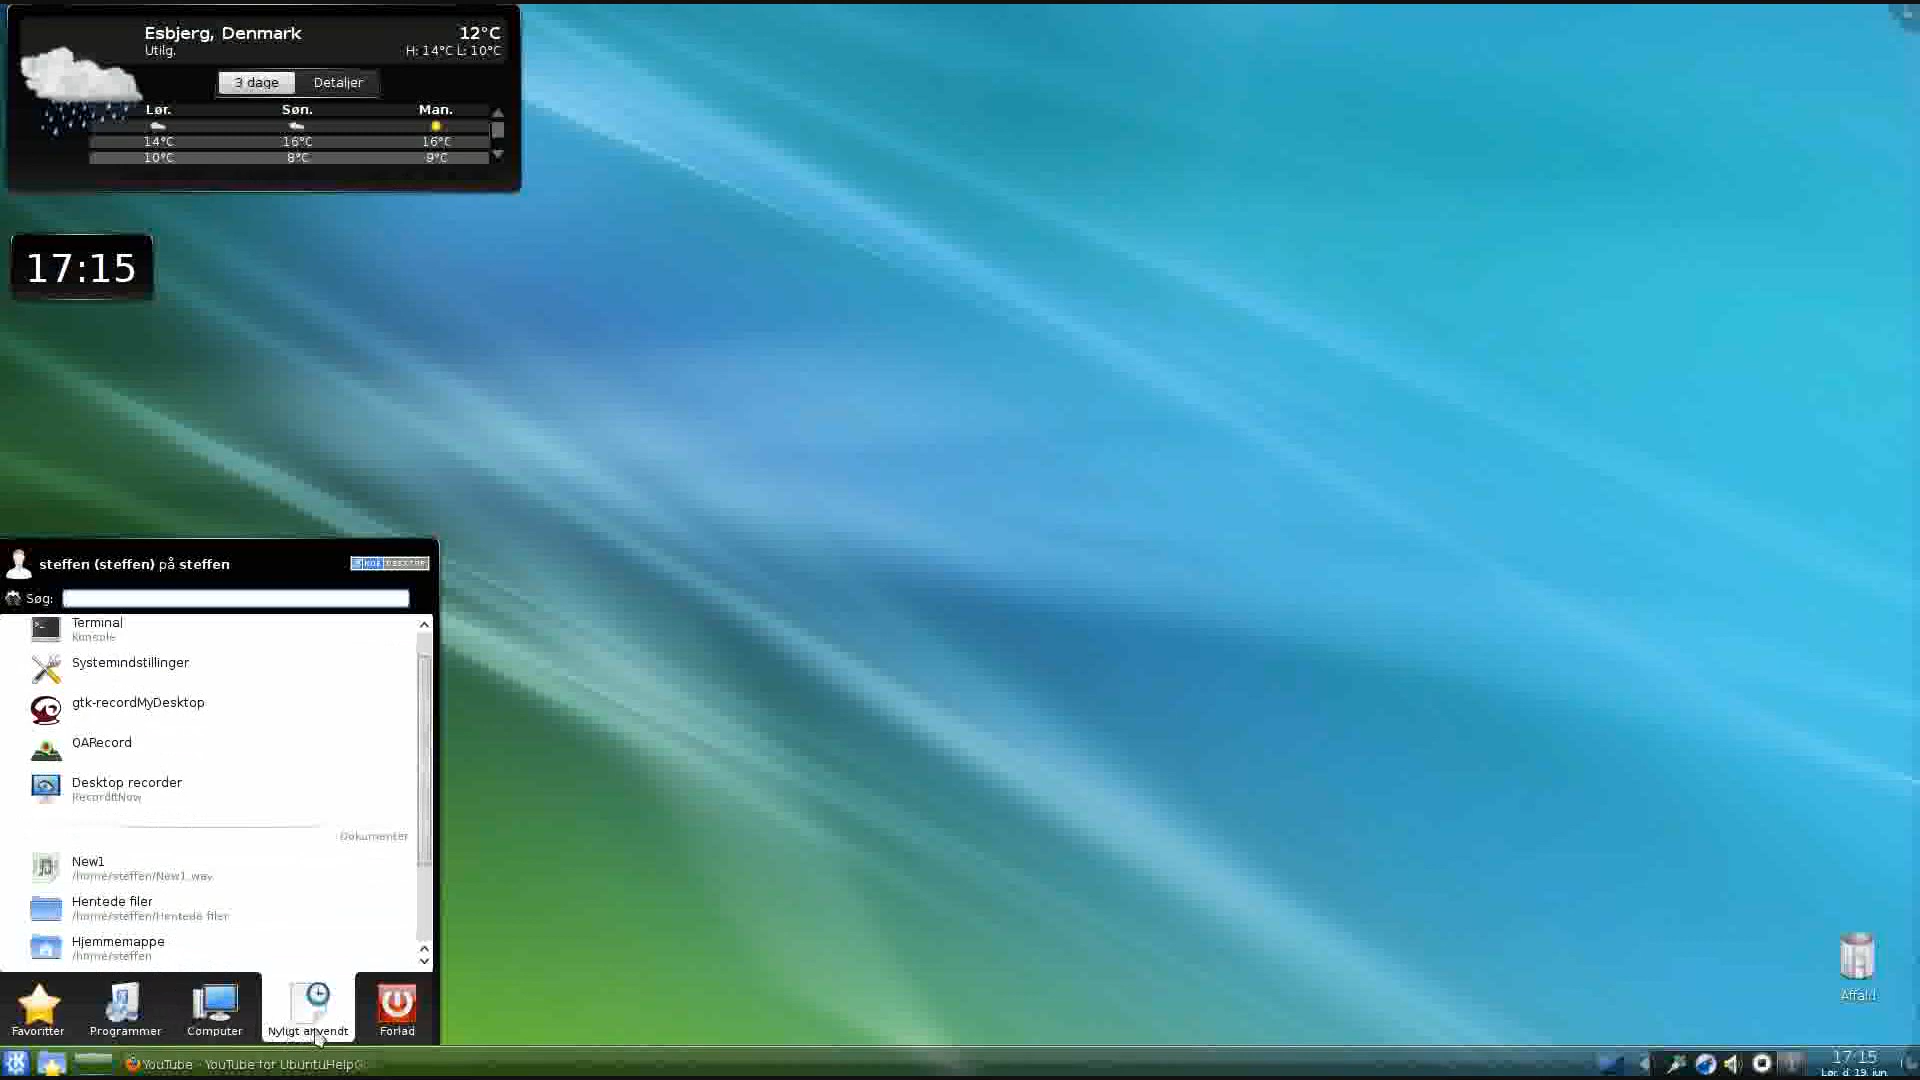 Esbjerg, Denmark
12°C
Utilg.
H: 14°C L: 10°C
3 dage
Detaljer
Lør.
Søn.
Man.
14°C
16°C
16°C
10°C
8°C
9°C
17:15
steffen (steffen) på steffen
Søg:
Terminal
Konsole
Systemindstillinger
gtk-recordMyDesktop
QARecord
Desktop recorder
RecordItNow
Dokumenter
New1
/home/steffen/New1.wav
Hentede filer
/home/steffen/Hentede filer
Hjemmemappe
/home/steffen
Favoritter
Programmer
Computer
Nyligt anvendt
Forlad
YouTube - YouTube for UbuntuHelpG
Affald
17:15
Lør. d. 19. jun.